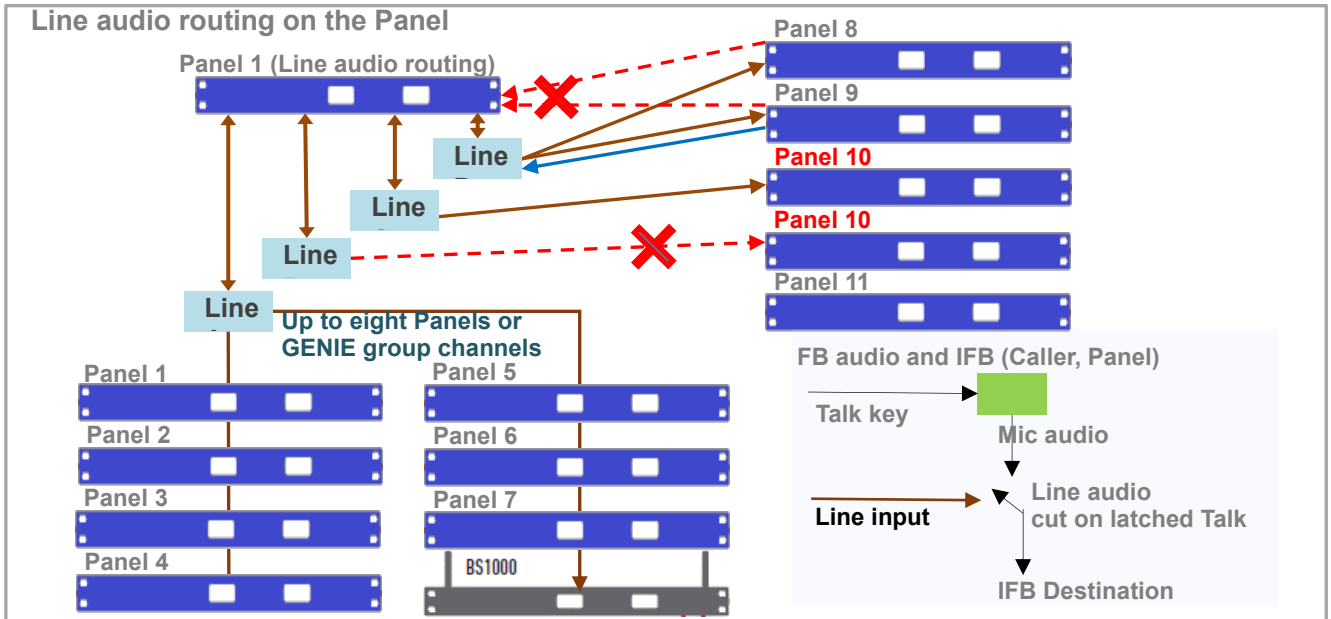 Line audio routing on the Panel
Panel 1 (Line audio routing)
Panel 8
Panel 9
Line
Panel 10
Line
Panel 10
Line
Panel 11
Line
Up to eight Panels or
GENIE group channels
Panel 1
Panel 5
Panel 2
Panel 6
Panel 3
Panel 7
Panel 4
BS1000
FB audio and IFB (Caller, Panel)
Talk key
Mic audio
Line input
Line audio
cut on latched Talk
IFB Destination